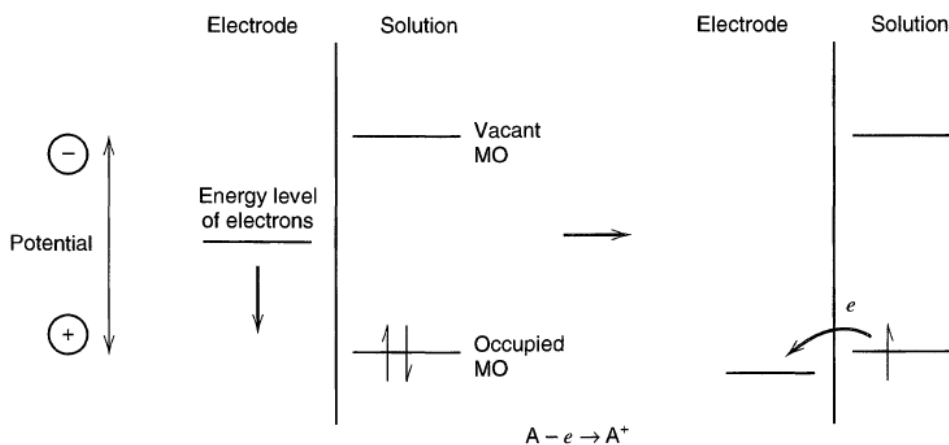 Electrode
Solution
Electrode
Solution
−
Vacant
MO
Energy level
of electrons
Potential
+
e
Occupied
MO
A − e → A⁺